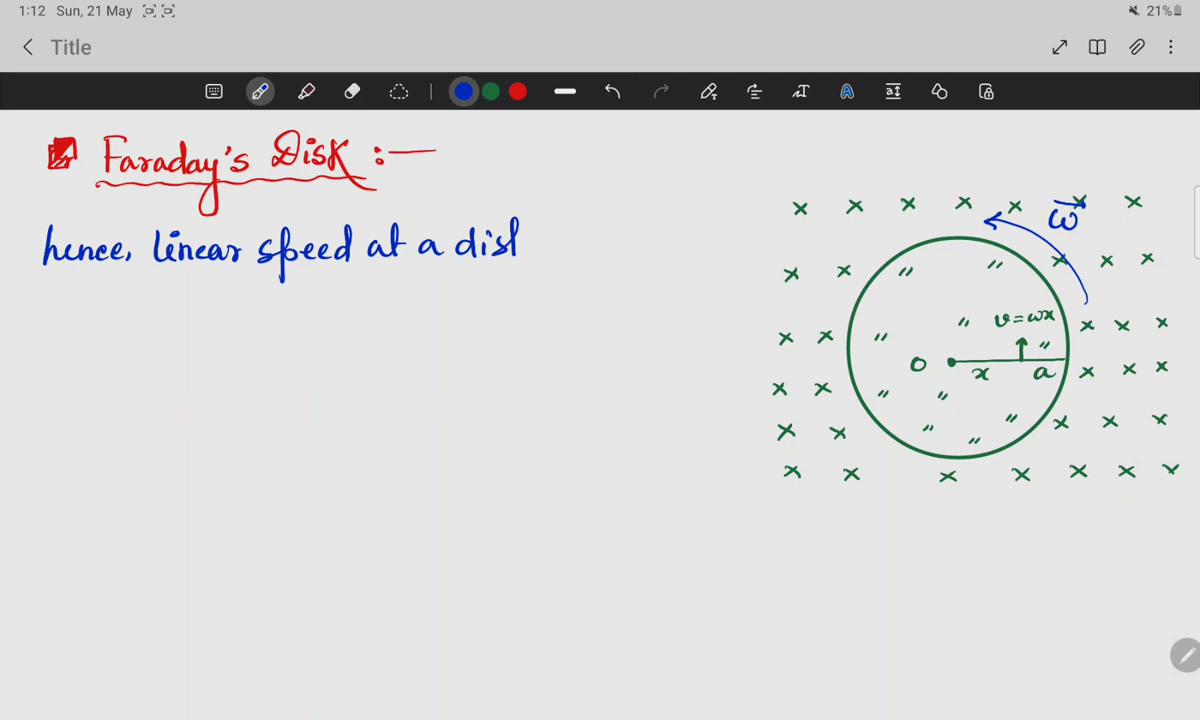 1:12 Sun, 21 May
21%
Title
Faraday's Disk :—
hence, linear speed at a dist
ω
v = ωx
O
x
a